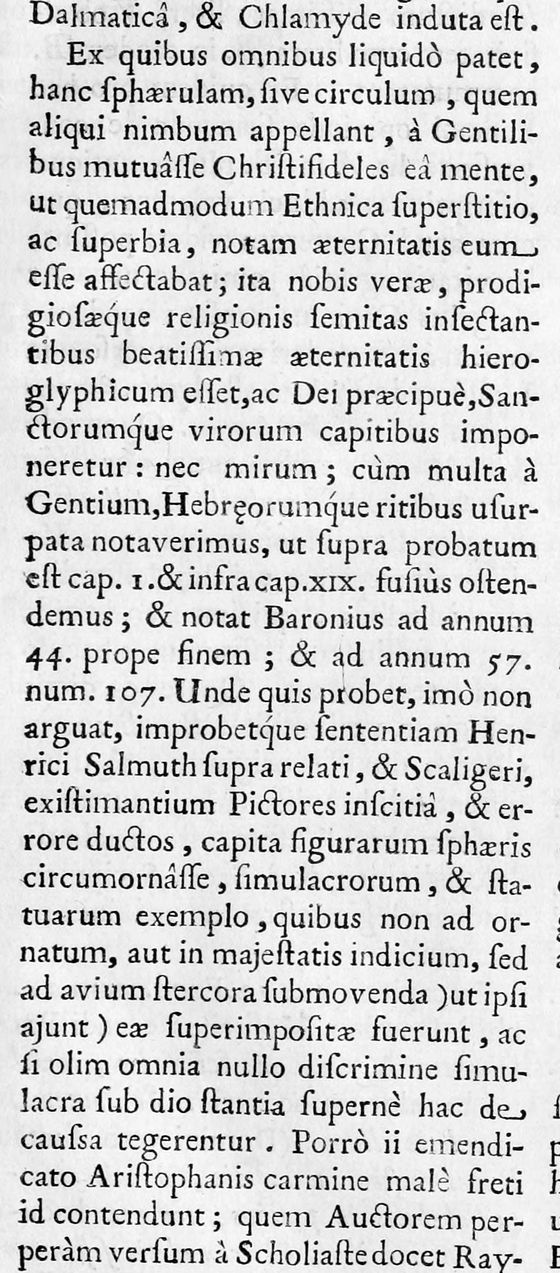 Dalmaticâ, & Chlamyde induta eſt.
Ex quibus omnibus liquidò patet,
hanc ſphærulam, ſive circulum, quem
aliqui nimbum appellant, à Gentili-
bus mutuâſſe Chriſtifideles eâ mente,
ut quemadmodum Ethnica ſuperſtitio,
ac ſuperbia, notam æternitatis eum
eſſe affectabat; ita nobis veræ, prodi-
gioſæq́ue religionis ſemitas inſectan-
tibus beatiſſimæ æternitatis hiero-
glyphicum eſſet, ac Dei præcipuè, San-
ctorumq́ue virorum capitibus impo-
neretur: nec mirum; cùm multa à
Gentium, Hebręorumq́ue ritibus uſur-
pata notaverimus, ut ſupra probatum
eſt cap. 1. & infra cap. xix. fuſiùs oſten-
demus; & notat Baronius ad annum
44. prope finem; & ad annum 57.
num. 107. Unde quis probet, imò non
arguat, improbetq́ue ſententiam Hen-
rici Salmuth ſupra relati, & Scaligeri,
exiſtimantium Pictores inſcitiâ, & er-
rore ductos, capita figurarum ſphæris
circumornâſſe, ſimulacrorum, & ſta-
tuarum exemplo, quibus non ad or-
natum, aut in majeſtatis indicium, ſed
ad avium ſtercora ſubmovenda )ut ipſi
ajunt) eæ ſuperimpoſitæ fuerunt, ac
ſi olim omnia nullo diſcrimine ſimu-
lacra ſub dio ſtantia ſupernè hac de
cauſsa tegerentur. Porrò ii emendi-
cato Ariſtophanis carmine malè freti
id contendunt; quem Auctorem per-
peràm verſum à Scholiaſte docet Ray-